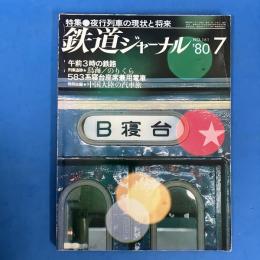 特集●夜行列車の現状と将来
鉄道ジャーナル
NO.161
'80 7
午前3時の鉄路
鳥海/のりくら
583系寝台座席兼用電車
中国大陸の汽車旅
B寝台